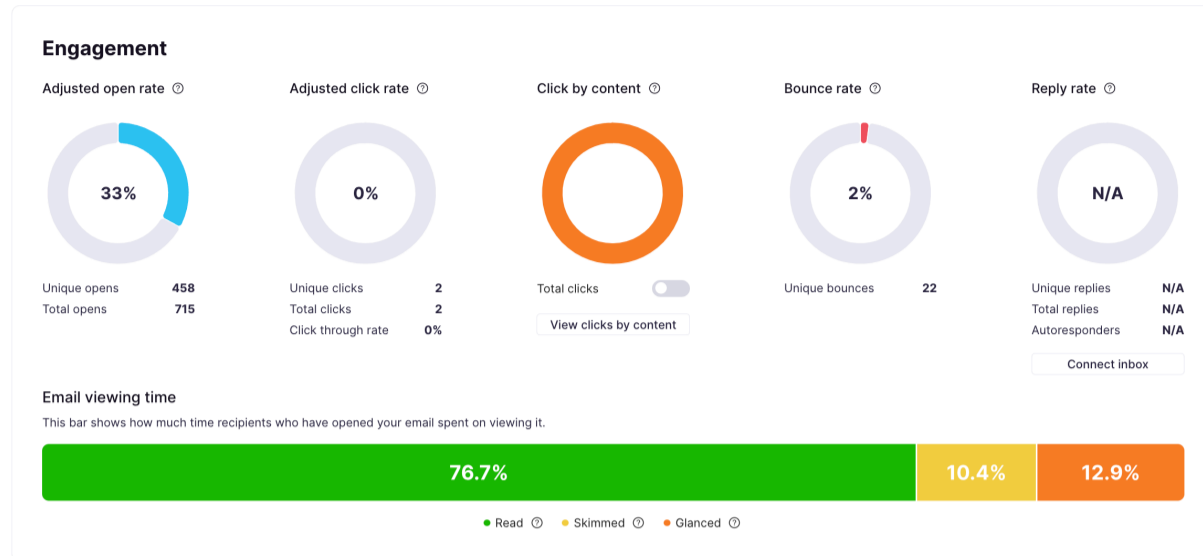 Engagement
Adjusted open rate
Adjusted click rate
Click by content
Bounce rate
Reply rate
33%
0%
2%
N/A
Unique opens 458
Total opens 715
Unique clicks 2
Total clicks 2
Click through rate 0%
Total clicks
View clicks by content
Unique bounces 22
Unique replies N/A
Total replies N/A
Autoresponders N/A
Connect inbox
Email viewing time
This bar shows how much time recipients who have opened your email spent on viewing it.
76.7% 10.4% 12.9%
Read Skimmed Glanced